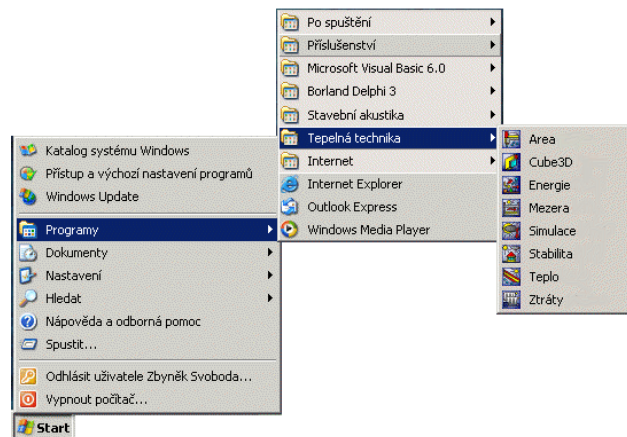 Po spuštění
Příslušenství
Microsoft Visual Basic 6.0
Borland Delphi 3
Stavební akustika
Tepelná technika
Internet
Internet Explorer
Outlook Express
Windows Media Player
Area
Cube3D
Energie
Mezera
Simulace
Stabilita
Teplo
Ztráty
Katalog systému Windows
Přístup a výchozí nastavení programů
Windows Update
Programy
Dokumenty
Nastavení
Hledat
Nápověda a odborná pomoc
Spustit...
Odhlásit uživatele Zbyněk Svoboda...
Vypnout počítač...
Start